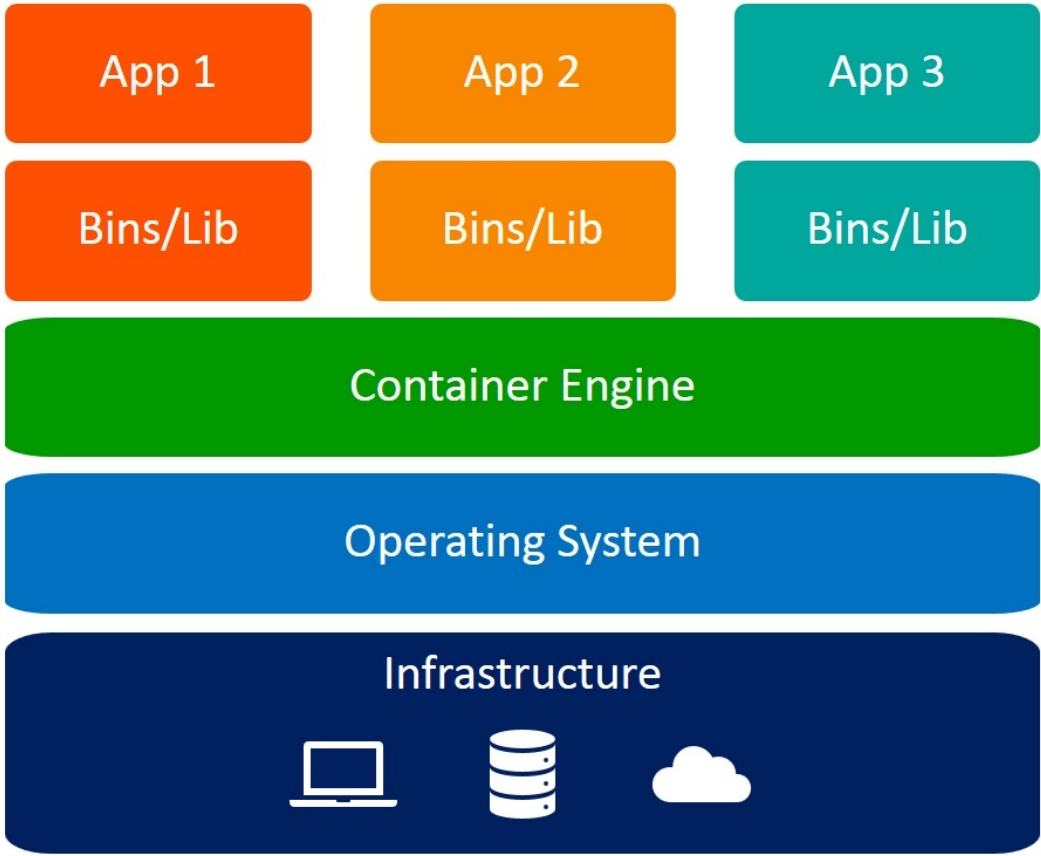 App 1
App 2
App 3
Bins/Lib
Bins/Lib
Bins/Lib
Container Engine
Operating System
Infrastructure